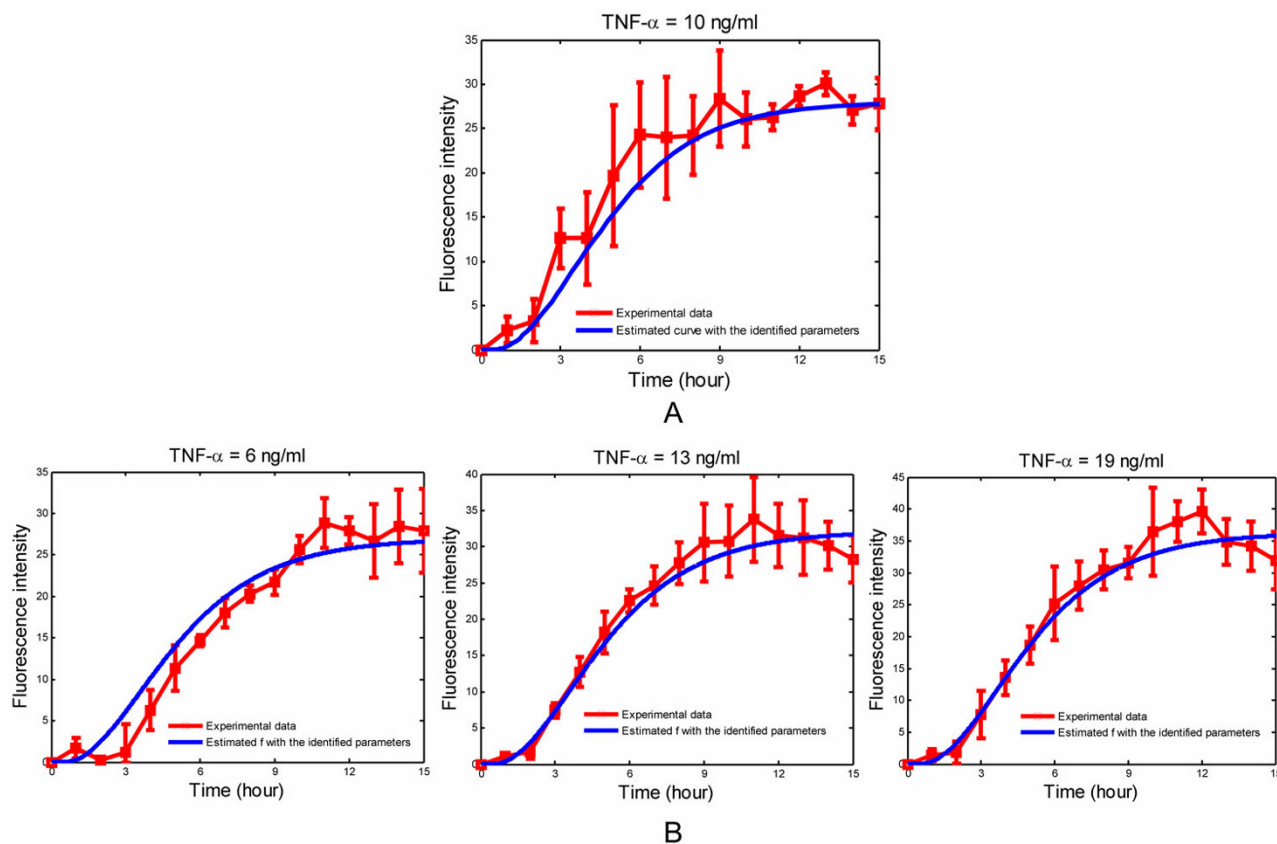 TNF-α = 10 ng/ml
Fluorescence intensity
35
30
25
20
15
10
5
0
Experimental data
Estimated curve with the identified parameters
0 3 6 9 12 15
Time (hour)
A
TNF-α = 6 ng/ml
Fluorescence intensity
35
30
25
20
15
10
5
0
Experimental data
Estimated f with the identified parameters
0 3 6 9 12 15
Time (hour)
TNF-α = 13 ng/ml
Fluorescence intensity
40
35
30
25
20
15
10
5
0
Experimental data
Estimated f with the identified parameters
0 3 6 9 12 15
Time (hour)
TNF-α = 19 ng/ml
Fluorescence intensity
45
40
35
30
25
20
15
10
5
0
Experimental data
Estimated f with the identified parameters
0 3 6 9 12 15
Time (hour)
B